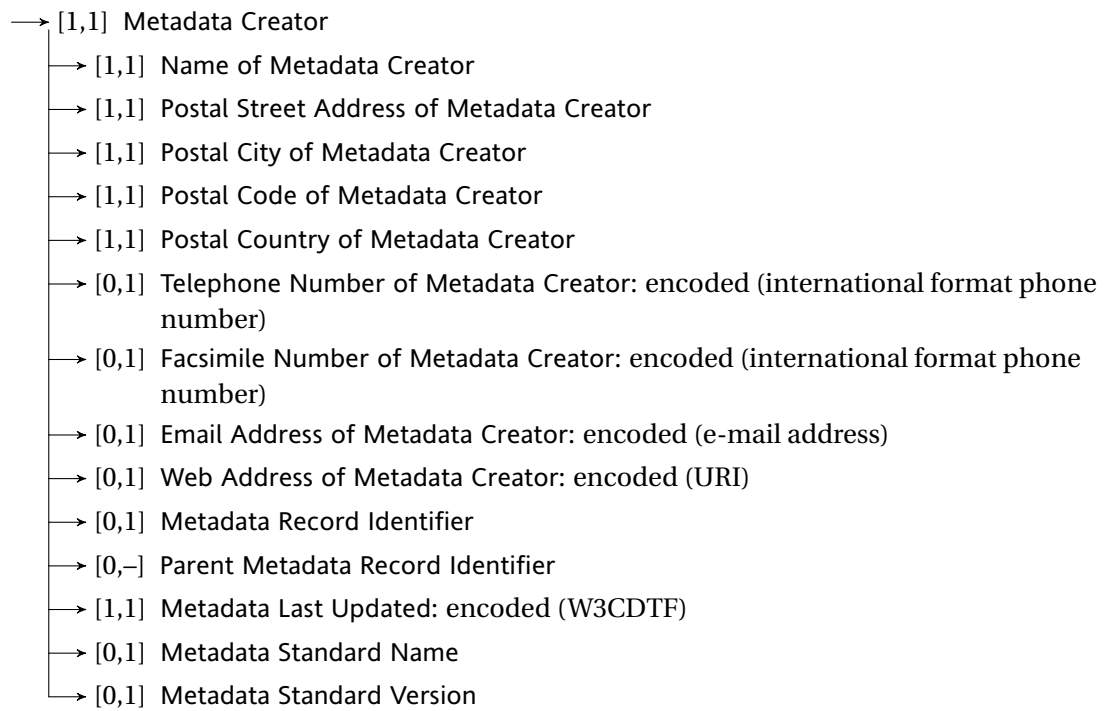 [1,1] Metadata Creator
[1,1] Name of Metadata Creator
[1,1] Postal Street Address of Metadata Creator
[1,1] Postal City of Metadata Creator
[1,1] Postal Code of Metadata Creator
[1,1] Postal Country of Metadata Creator
[0,1] Telephone Number of Metadata Creator: encoded (international format phone
number)
[0,1] Facsimile Number of Metadata Creator: encoded (international format phone
number)
[0,1] Email Address of Metadata Creator: encoded (e-mail address)
[0,1] Web Address of Metadata Creator: encoded (URI)
[0,1] Metadata Record Identifier
[0,–] Parent Metadata Record Identifier
[1,1] Metadata Last Updated: encoded (W3CDTF)
[0,1] Metadata Standard Name
[0,1] Metadata Standard Version